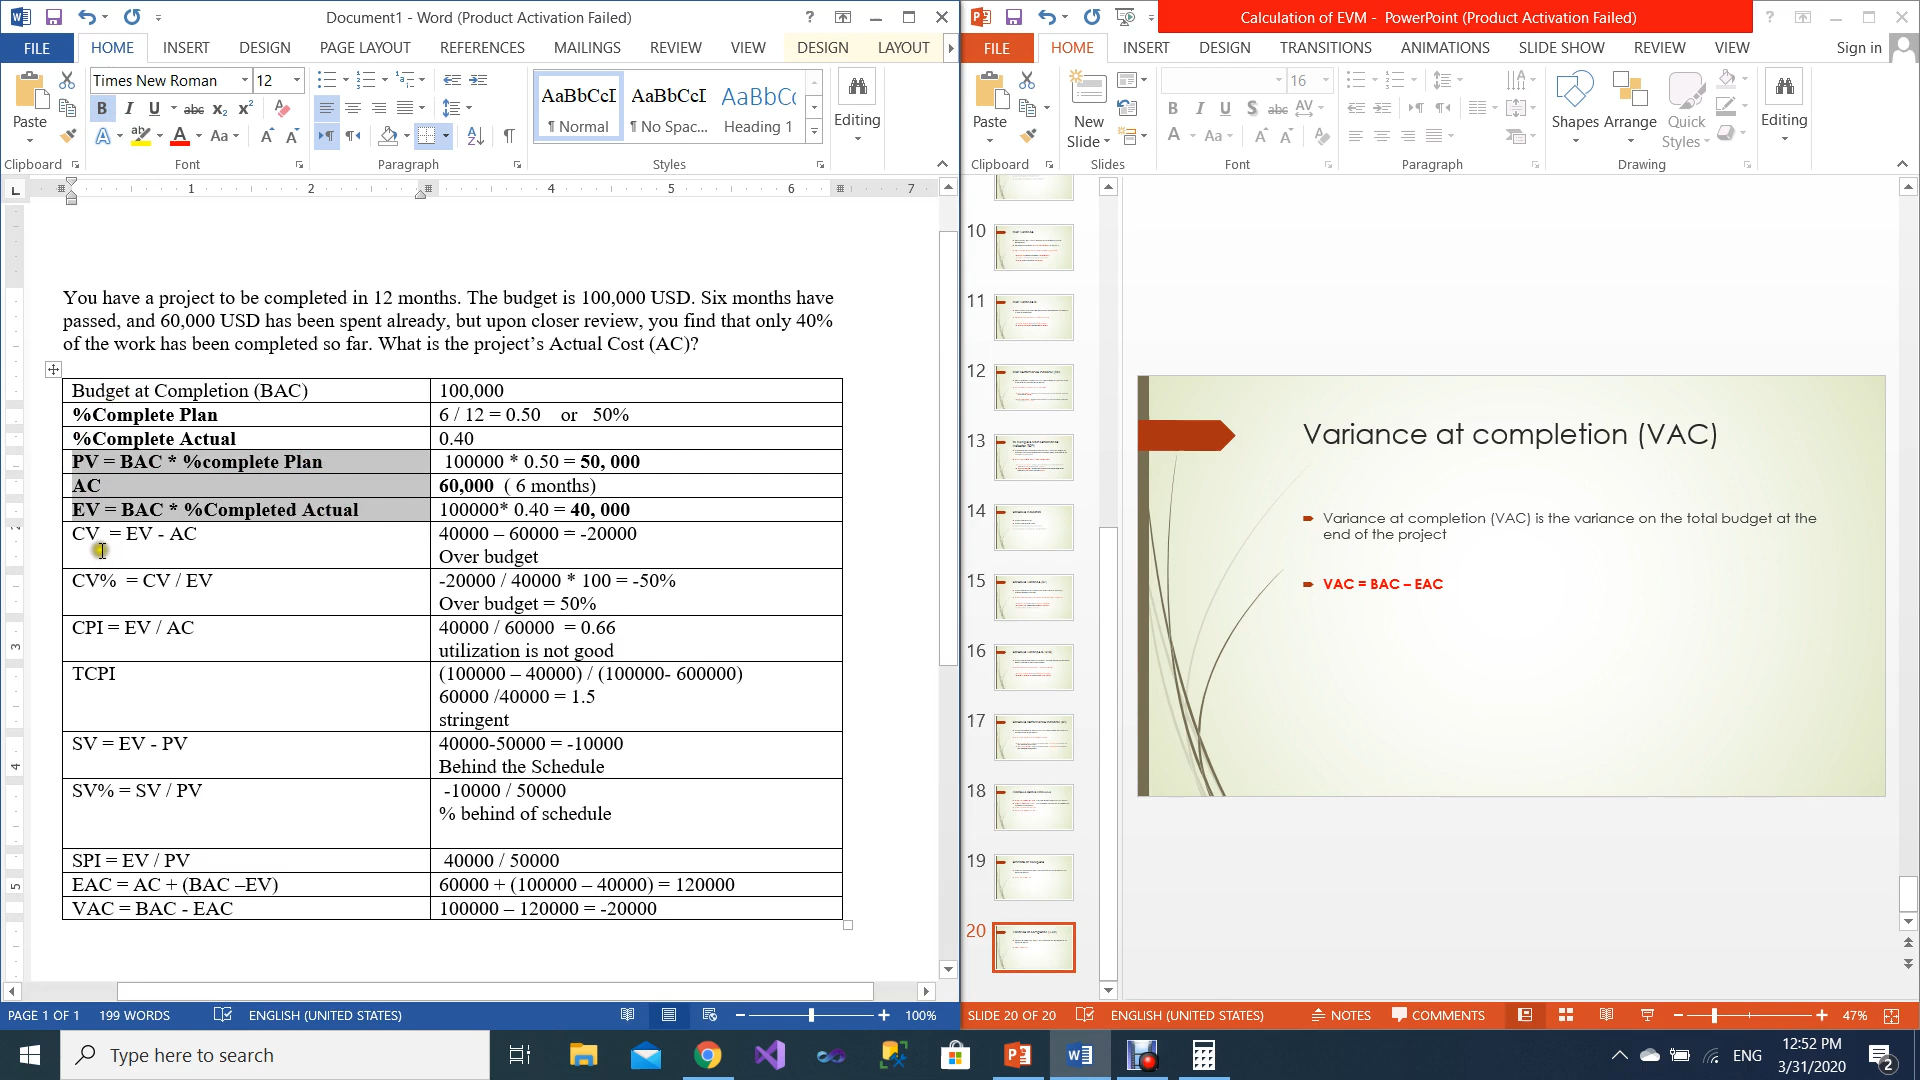 Document1 - Word (Product Activation Failed)
FILE HOME INSERT DESIGN PAGE LAYOUT REFERENCES MAILINGS REVIEW VIEW DESIGN LAYOUT
Times New Roman 12
Paste
AaBbCcI AaBbCcI AaBbCc
¶ Normal ¶ No Spac... Heading 1
Editing
Clipboard Font Paragraph Styles
1 2 4 5 6 7
You have a project to be completed in 12 months. The budget is 100,000 USD. Six months have
passed, and 60,000 USD has been spent already, but upon closer review, you find that only 40%
of the work has been completed so far. What is the project's Actual Cost (AC)?
Budget at Completion (BAC) 100,000
%Complete Plan 6 / 12 = 0.50 or 50%
%Complete Actual 0.40
PV = BAC * %complete Plan 100000 * 0.50 = 50, 000
AC 60,000 ( 6 months)
EV = BAC * %Completed Actual 100000* 0.40 = 40, 000
CV = EV - AC 40000 – 60000 = -20000
Over budget
CV% = CV / EV -20000 / 40000 * 100 = -50%
Over budget = 50%
CPI = EV / AC 40000 / 60000 = 0.66
utilization is not good
TCPI (100000 – 40000) / (100000- 600000)
60000 /40000 = 1.5
stringent
SV = EV - PV 40000-50000 = -10000
Behind the Schedule
SV% = SV / PV -10000 / 50000
% behind of schedule
SPI = EV / PV 40000 / 50000
EAC = AC + (BAC –EV) 60000 + (100000 – 40000) = 120000
VAC = BAC - EAC 100000 – 120000 = -20000
PAGE 1 OF 1 199 WORDS ENGLISH (UNITED STATES) 100%
Calculation of EVM - PowerPoint (Product Activation Failed)
FILE HOME INSERT DESIGN TRANSITIONS ANIMATIONS SLIDE SHOW REVIEW VIEW Sign in
16
Paste New Slide Shapes Arrange Quick Styles Editing
Clipboard Slides Font Paragraph Drawing
10
11
12
13
14
15
16
17
18
19
20
Variance at completion (VAC)
Variance at completion (VAC) is the variance on the total budget at the
end of the project
VAC = BAC – EAC
SLIDE 20 OF 20 ENGLISH (UNITED STATES) NOTES COMMENTS 47%
Type here to search
ENG
12:52 PM
3/31/2020
2